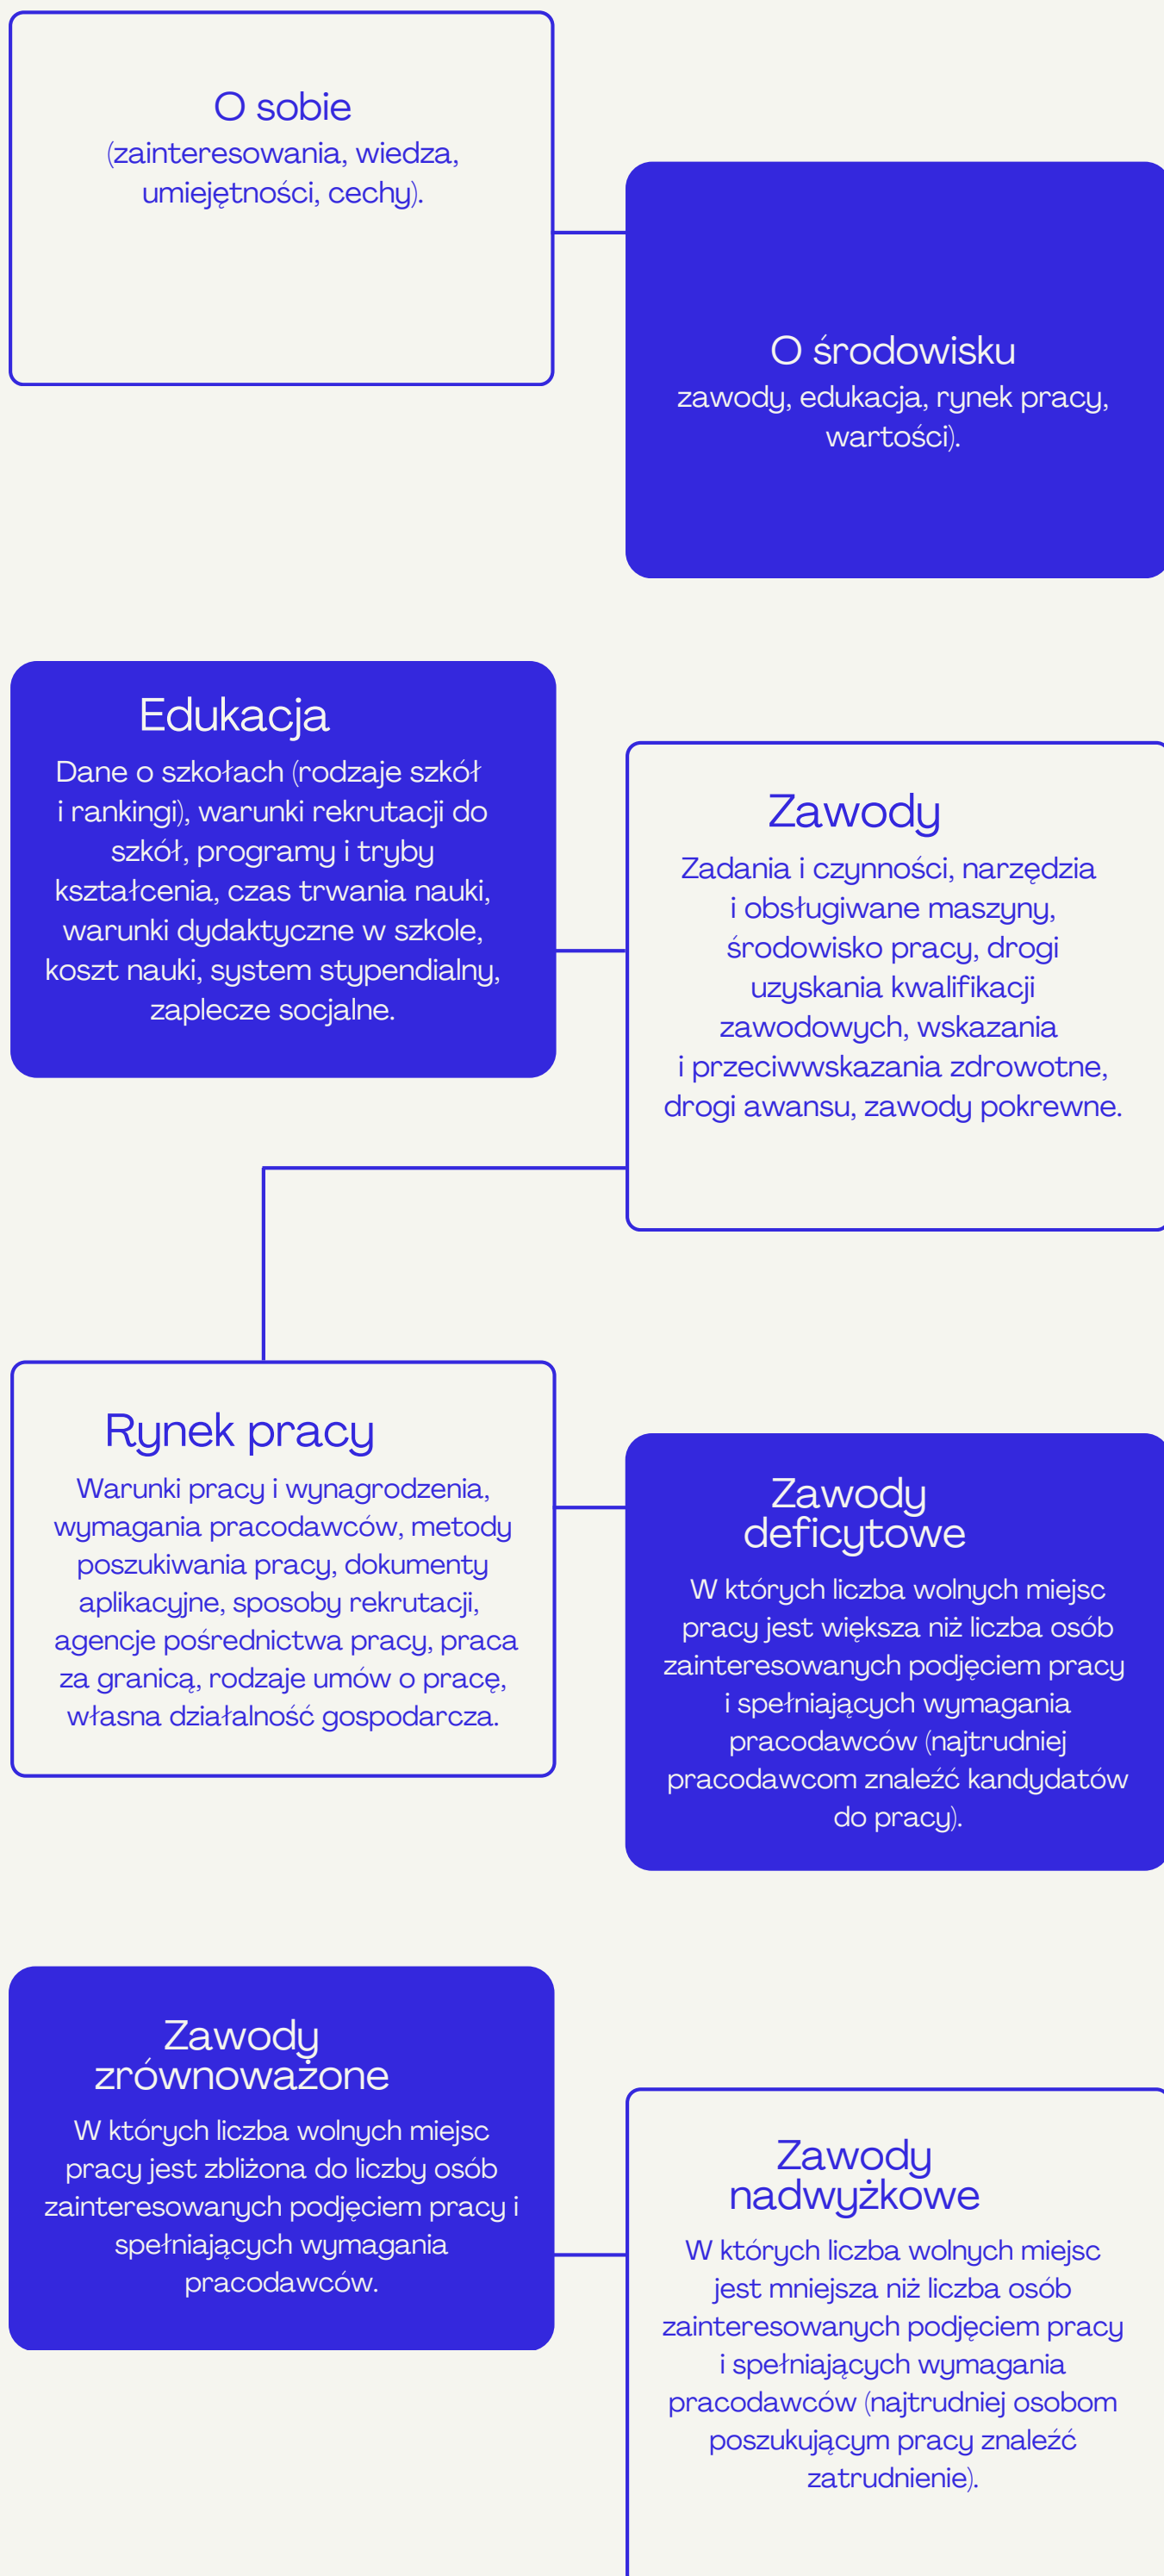 O sobie
(zainteresowania, wiedza,
umiejętności, cechy).
O środowisku
zawody, edukacja, rynek pracy,
wartości).
Edukacja
Dane o szkołach (rodzaje szkół
i rankingi), warunki rekrutacji do
szkół, programy i tryby
kształcenia, czas trwania nauki,
warunki dydaktyczne w szkole,
koszt nauki, system stypendialny,
zaplecze socjalne.
Zawody
Zadania i czynności, narzędzia
i obsługiwane maszyny,
środowisko pracy, drogi
uzyskania kwalifikacji
zawodowych, wskazania
i przeciwwskazania zdrowotne,
drogi awansu, zawody pokrewne.
Rynek pracy
Warunki pracy i wynagrodzenia,
wymagania pracodawców, metody
poszukiwania pracy, dokumenty
aplikacyjne, sposoby rekrutacji,
agencje pośrednictwa pracy, praca
za granicą, rodzaje umów o pracę,
własna działalność gospodarcza.
Zawody
deficytowe
W których liczba wolnych miejsc
pracy jest większa niż liczba osób
zainteresowanych podjęciem pracy
i spełniających wymagania
pracodawców (najtrudniej
pracodawcom znaleźć kandydatów
do pracy).
Zawody
zrównoważone
W których liczba wolnych miejsc
pracy jest zbliżona do liczby osób
zainteresowanych podjęciem pracy i
spełniających wymagania
pracodawców.
Zawody
nadwyżkowe
W których liczba wolnych miejsc
jest mniejsza niż liczba osób
zainteresowanych podjęciem pracy
i spełniających wymagania
pracodawców (najtrudniej osobom
poszukującym pracy znaleźć
zatrudnienie).